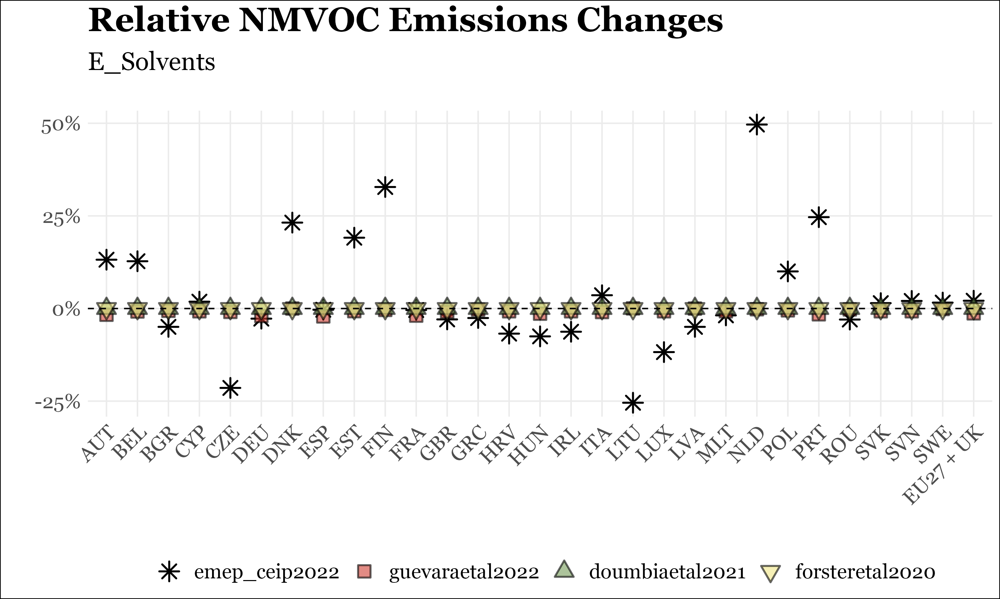 Relative NMVOC Emissions Changes
E_Solvents
50%
25%
0%
-25%
AUT
BEL
BGR
CYP
CZE
DEU
DNK
ESP
EST
FIN
FRA
GBR
GRC
HRV
HUN
IRL
ITA
LTU
LUX
LVA
MLT
NLD
POL
PRT
ROU
SVK
SVN
SWE
EU27 + UK
emep_ceip2022 guevaraetal2022 doumbiaetal2021 forsteretal2020